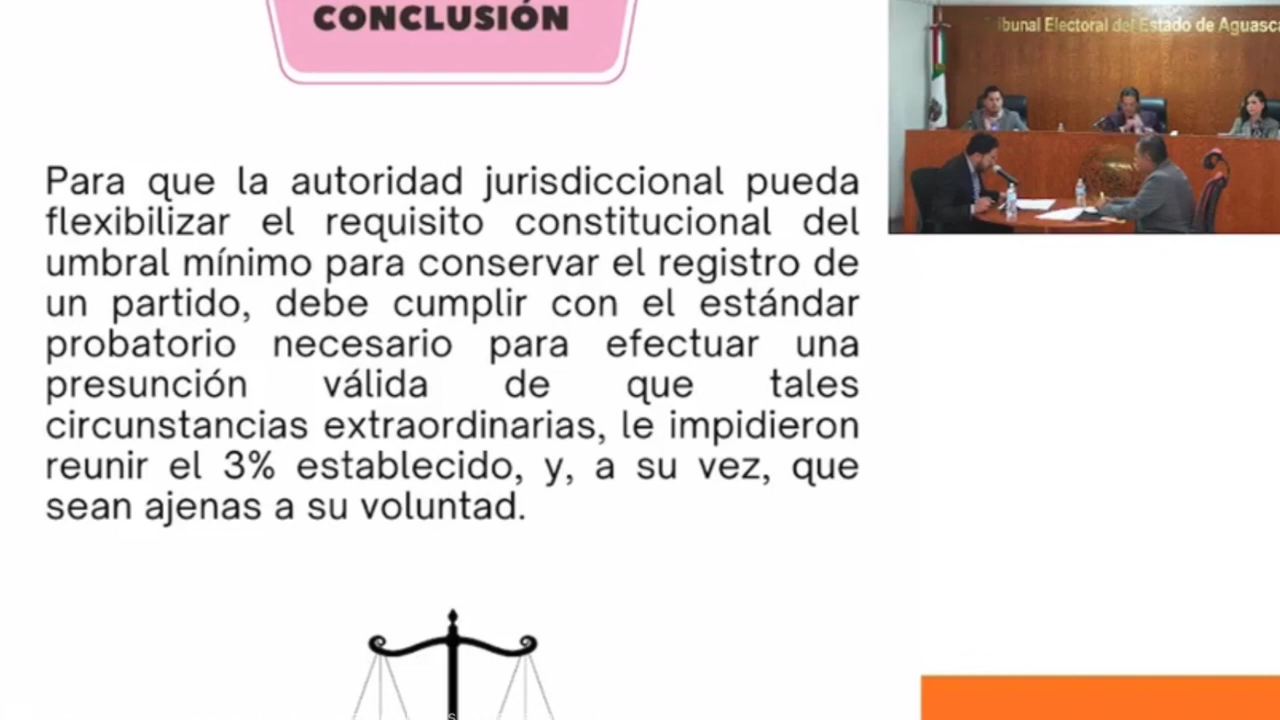 CONCLUSIÓN
Tribunal Electoral del Estado de Aguasca
Para que la autoridad jurisdiccional pueda
flexibilizar el requisito constitucional del
umbral mínimo para conservar el registro de
un partido, debe cumplir con el estándar
probatorio necesario para efectuar una
presunción válida de que tales
circunstancias extraordinarias, le impidieron
reunir el 3% establecido, y, a su vez, que
sean ajenas a su voluntad.